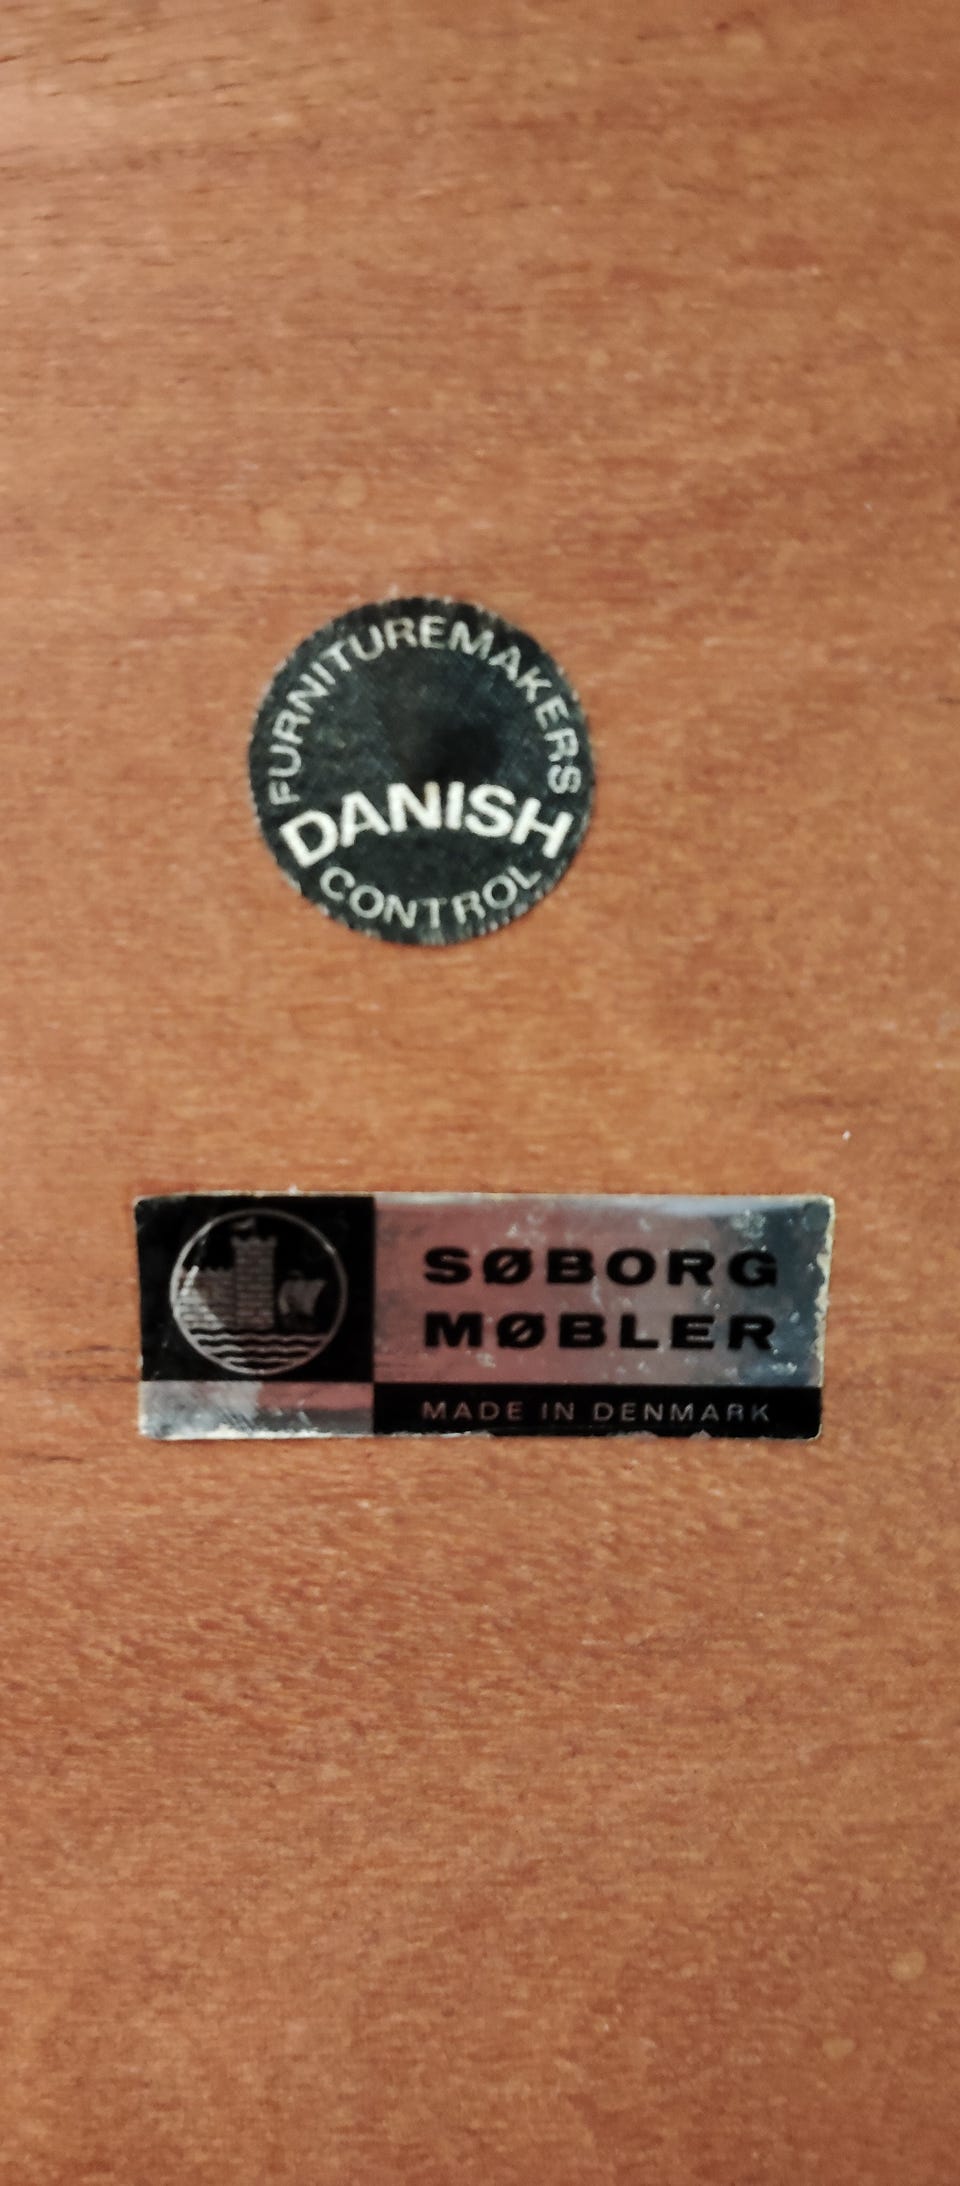 FURNITUREMAKERS
DANISH
CONTROL
SØBORG
MØBLER
MADE IN DENMARK